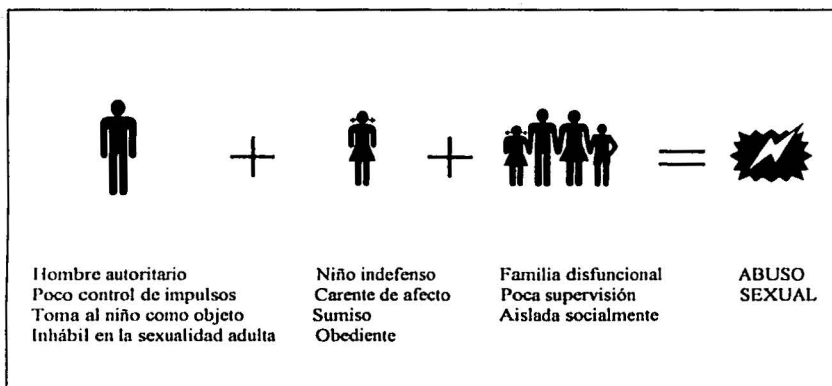 + + =
Hombre autoritario
Poco control de impulsos
Toma al niño como objeto
Inhábil en la sexualidad adulta
Niño indefenso
Carente de afecto
Sumiso
Obediente
Familia disfuncional
Poca supervisión
Aislada socialmente
ABUSO
SEXUAL